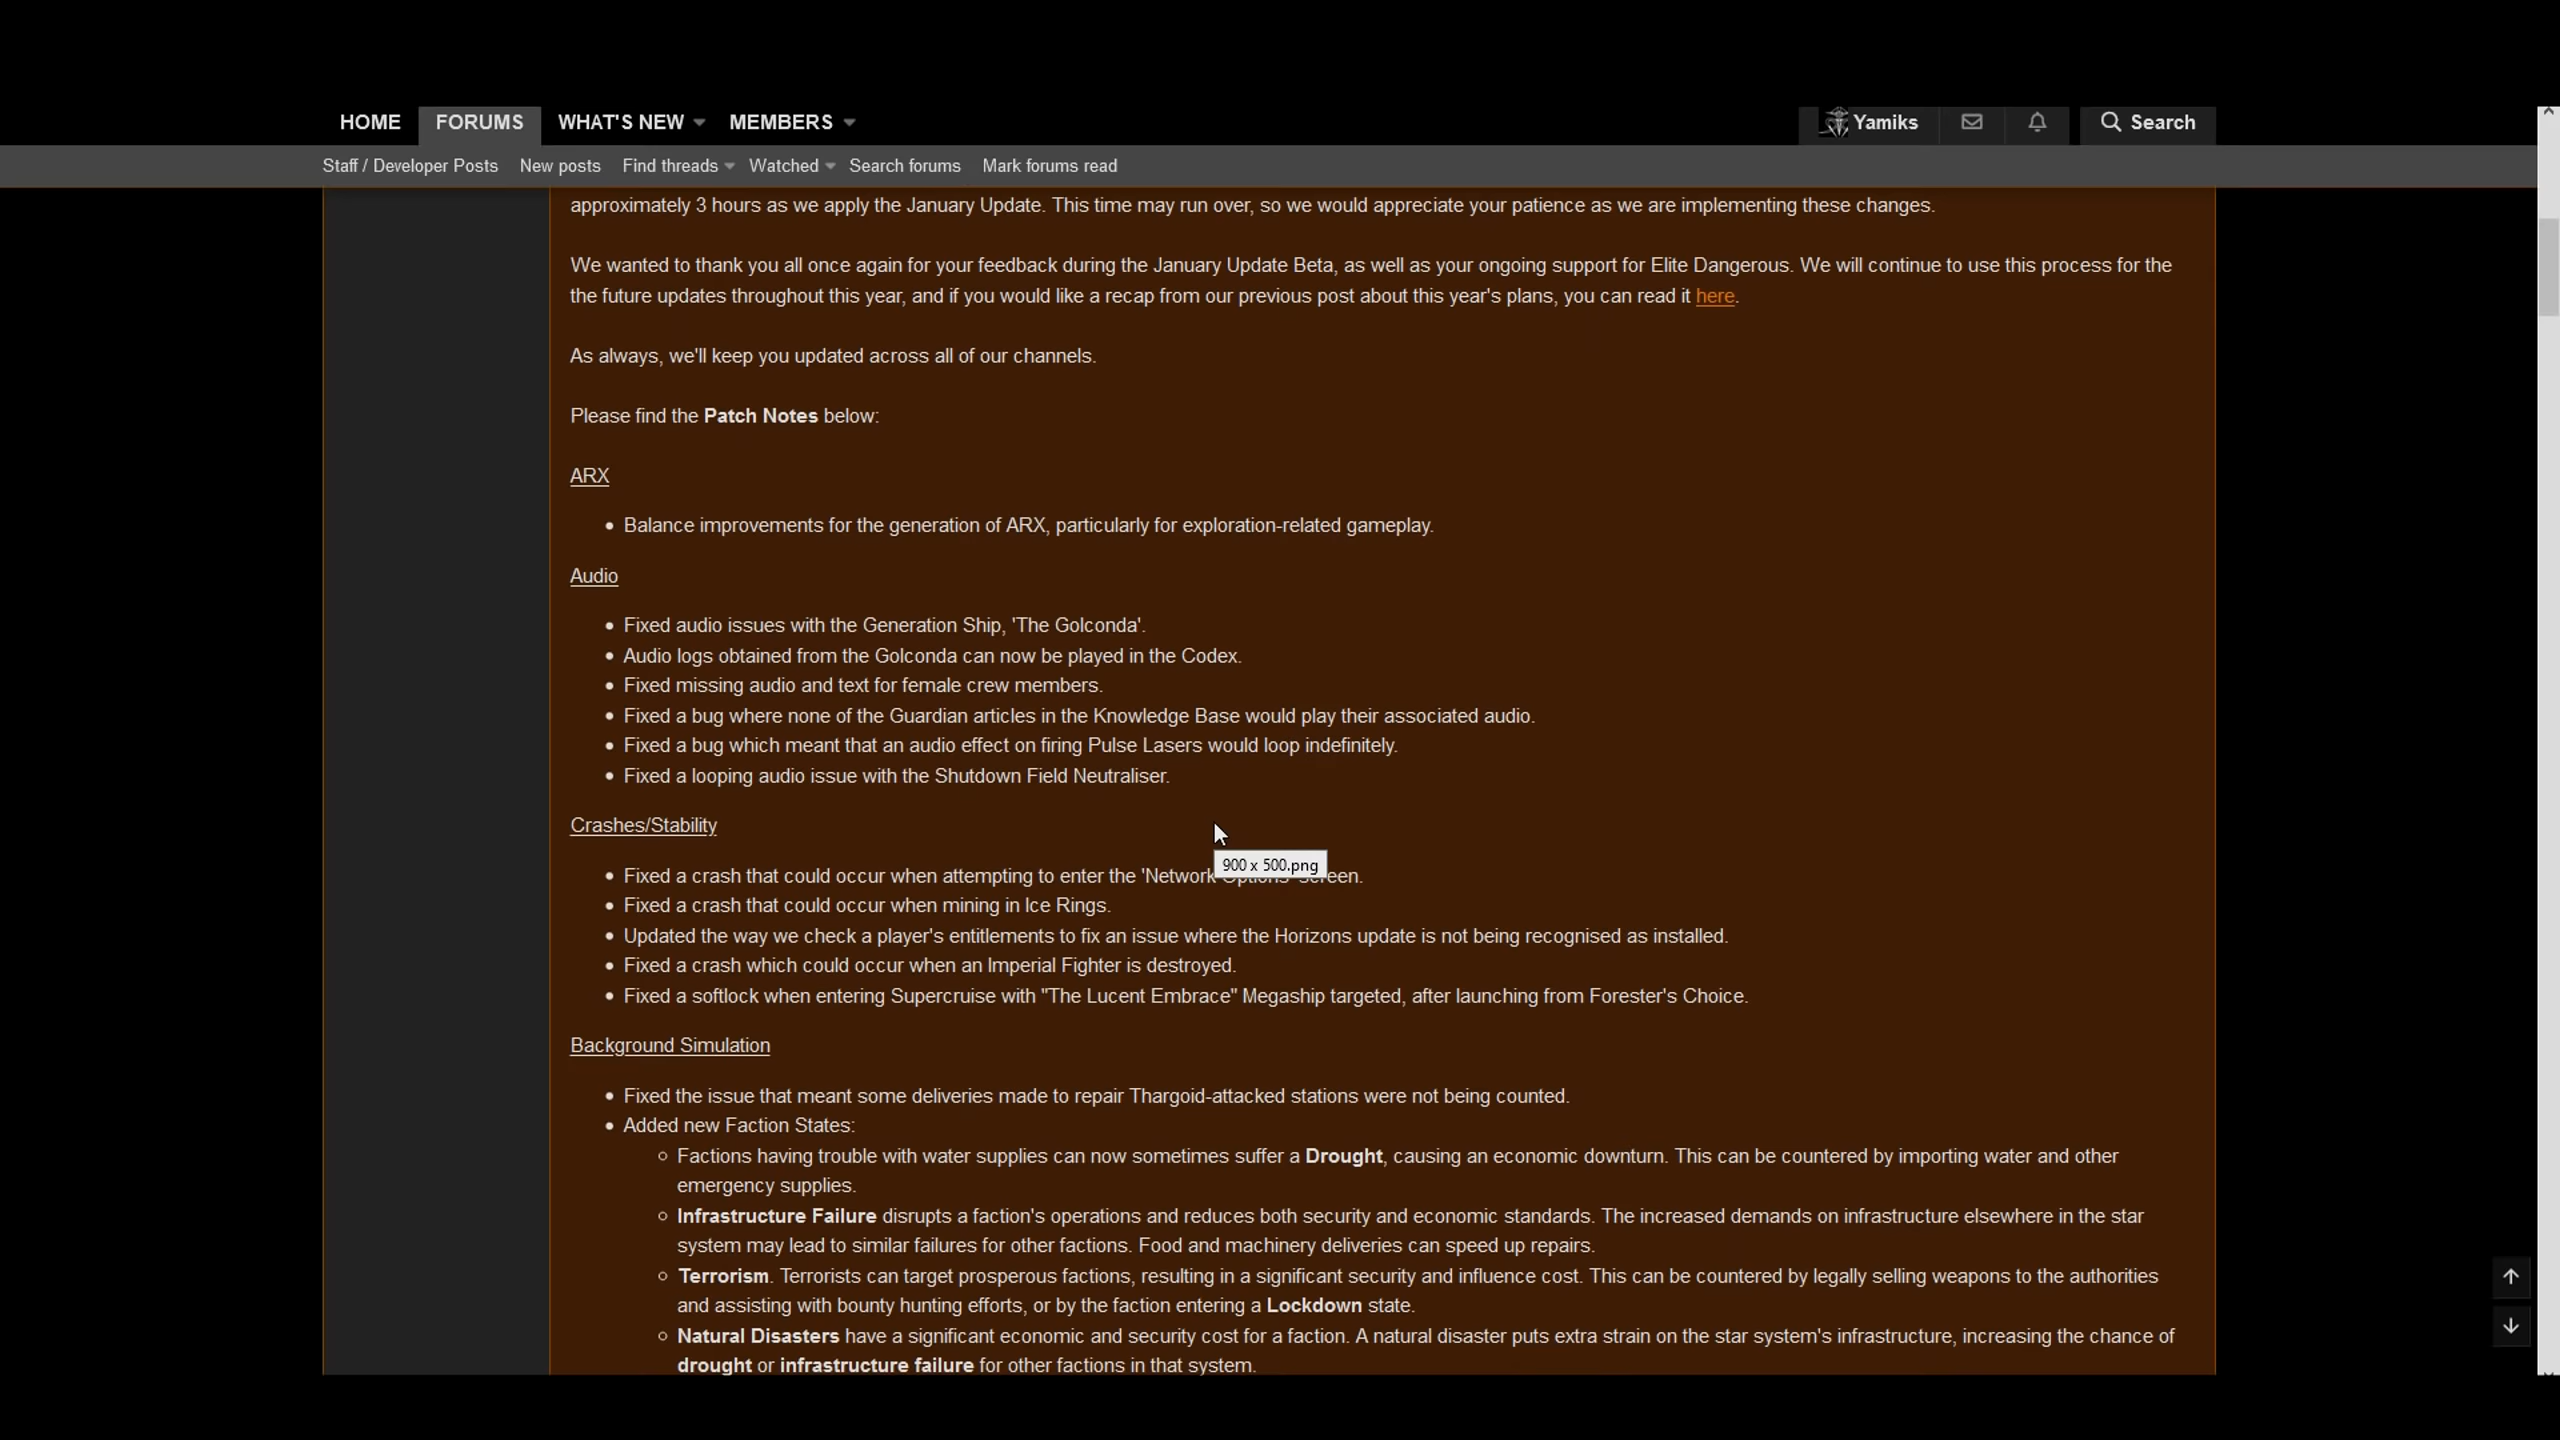 HOME FORUMS WHAT'S NEW MEMBERS Yamiks Search
Staff / Developer Posts New posts Find threads Watched Search forums Mark forums read
approximately 3 hours as we apply the January Update. This time may run over, so we would appreciate your patience as we are implementing these changes.
We wanted to thank you all once again for your feedback during the January Update Beta, as well as your ongoing support for Elite Dangerous. We will continue to use this process for the
the future updates throughout this year, and if you would like a recap from our previous post about this year's plans, you can read it here.
As always, we'll keep you updated across all of our channels.
Please find the Patch Notes below:
ARX
• Balance improvements for the generation of ARX, particularly for exploration-related gameplay.
Audio
• Fixed audio issues with the Generation Ship, 'The Golconda'.
• Audio logs obtained from the Golconda can now be played in the Codex.
• Fixed missing audio and text for female crew members.
• Fixed a bug where none of the Guardian articles in the Knowledge Base would play their associated audio.
• Fixed a bug which meant that an audio effect on firing Pulse Lasers would loop indefinitely.
• Fixed a looping audio issue with the Shutdown Field Neutraliser.
Crashes/Stability
900 x 500.png
• Fixed a crash that could occur when attempting to enter the 'Network Options' screen.
• Fixed a crash that could occur when mining in Ice Rings.
• Updated the way we check a player's entitlements to fix an issue where the Horizons update is not being recognised as installed.
• Fixed a crash which could occur when an Imperial Fighter is destroyed.
• Fixed a softlock when entering Supercruise with "The Lucent Embrace" Megaship targeted, after launching from Forester's Choice.
Background Simulation
• Fixed the issue that meant some deliveries made to repair Thargoid-attacked stations were not being counted.
• Added new Faction States:
Factions having trouble with water supplies can now sometimes suffer a Drought, causing an economic downturn. This can be countered by importing water and other
emergency supplies.
Infrastructure Failure disrupts a faction's operations and reduces both security and economic standards. The increased demands on infrastructure elsewhere in the star
system may lead to similar failures for other factions. Food and machinery deliveries can speed up repairs.
Terrorism. Terrorists can target prosperous factions, resulting in a significant security and influence cost. This can be countered by legally selling weapons to the authorities
and assisting with bounty hunting efforts, or by the faction entering a Lockdown state.
Natural Disasters have a significant economic and security cost for a faction. A natural disaster puts extra strain on the star system's infrastructure, increasing the chance of
drought or infrastructure failure for other factions in that system.